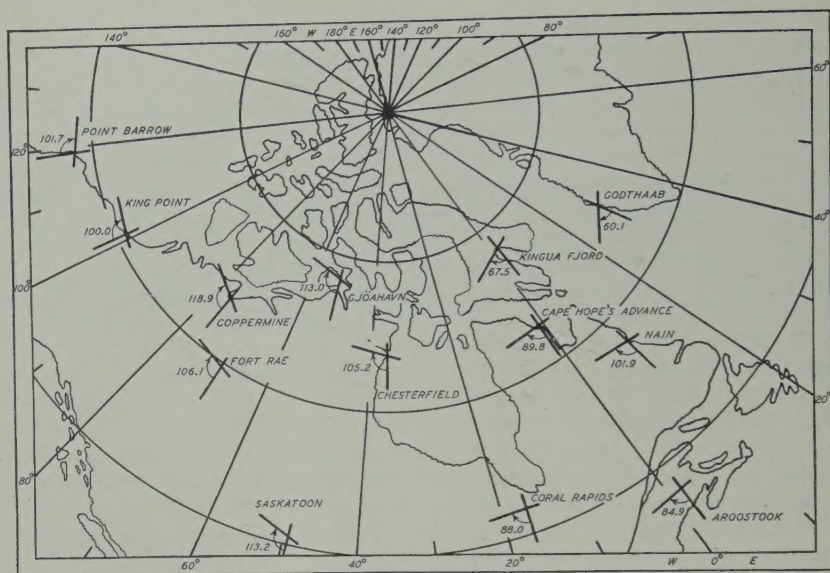 140° 160° W 180° E 160° 140° 120° 100° 80°
60°
101.7 POINT BARROW
120°
KING POINT
100.0
GODTHAAB
60.1
40°
KINGUA FJORD
67.5
113.0
GJÖAHAVN
100°
118.9
COPPERMINE
CAPE HOPE'S ADVANCE
89.8
NAIN
101.9
FORT RAE
106.1
105.2
CHESTERFIELD
20°
80°
SASKATOON
113.2
CORAL RAPIDS
88.0
84.9
AROOSTOOK
60° 40° 20° W 0° E